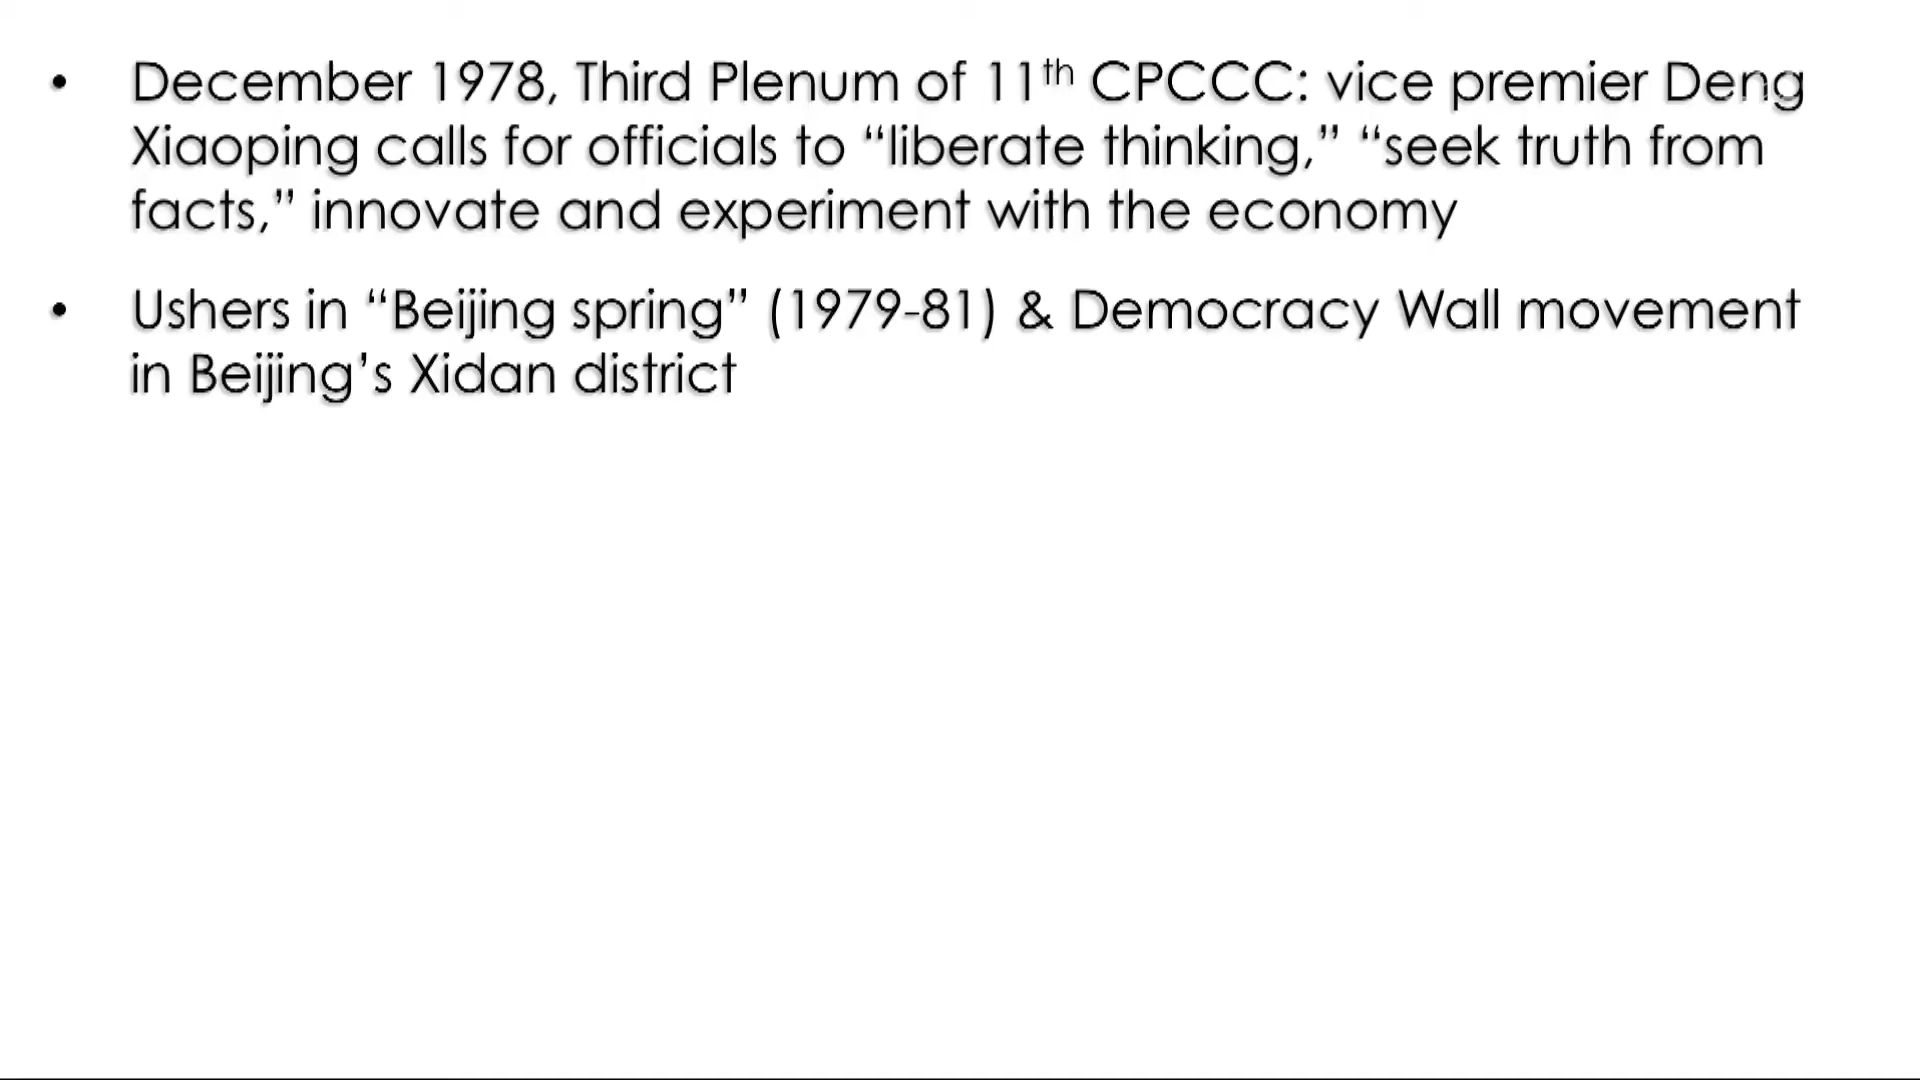 • December 1978, Third Plenum of 11th CPCCC: vice premier Deng
Xiaoping calls for officials to “liberate thinking,” “seek truth from
facts,” innovate and experiment with the economy
• Ushers in “Beijing spring” (1979-81) & Democracy Wall movement
in Beijing’s Xidan district